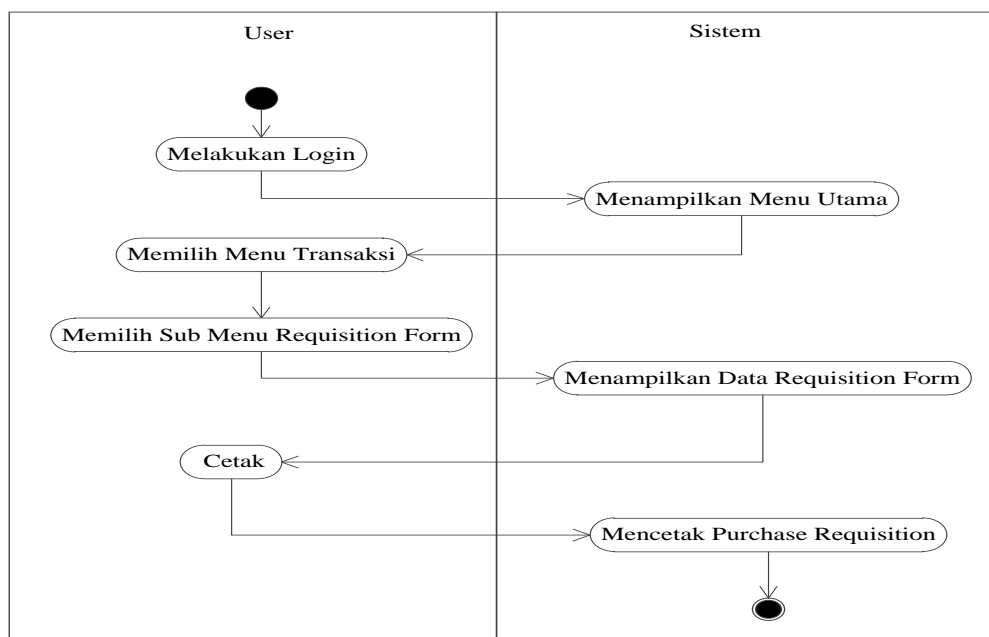 User
Sistem
Melakukan Login
Menampilkan Menu Utama
Memilih Menu Transaksi
Memilih Sub Menu Requisition Form
Menampilkan Data Requisition Form
Cetak
Mencetak Purchase Requisition